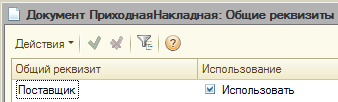 Документ ПриходнаяНакладная: Общие реквизиты
Действия
Общий реквизит Использование
Поставщик Использовать